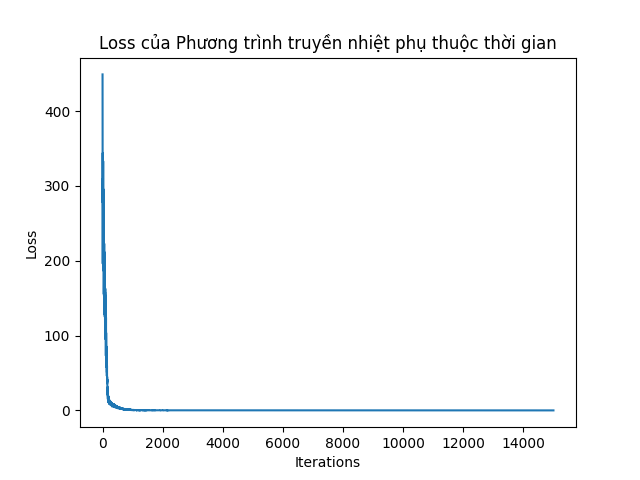 Loss của Phương trình truyền nhiệt phụ thuộc thời gian
400
300
200
100
0
Loss
0 2000 4000 6000 8000 10000 12000 14000
Iterations